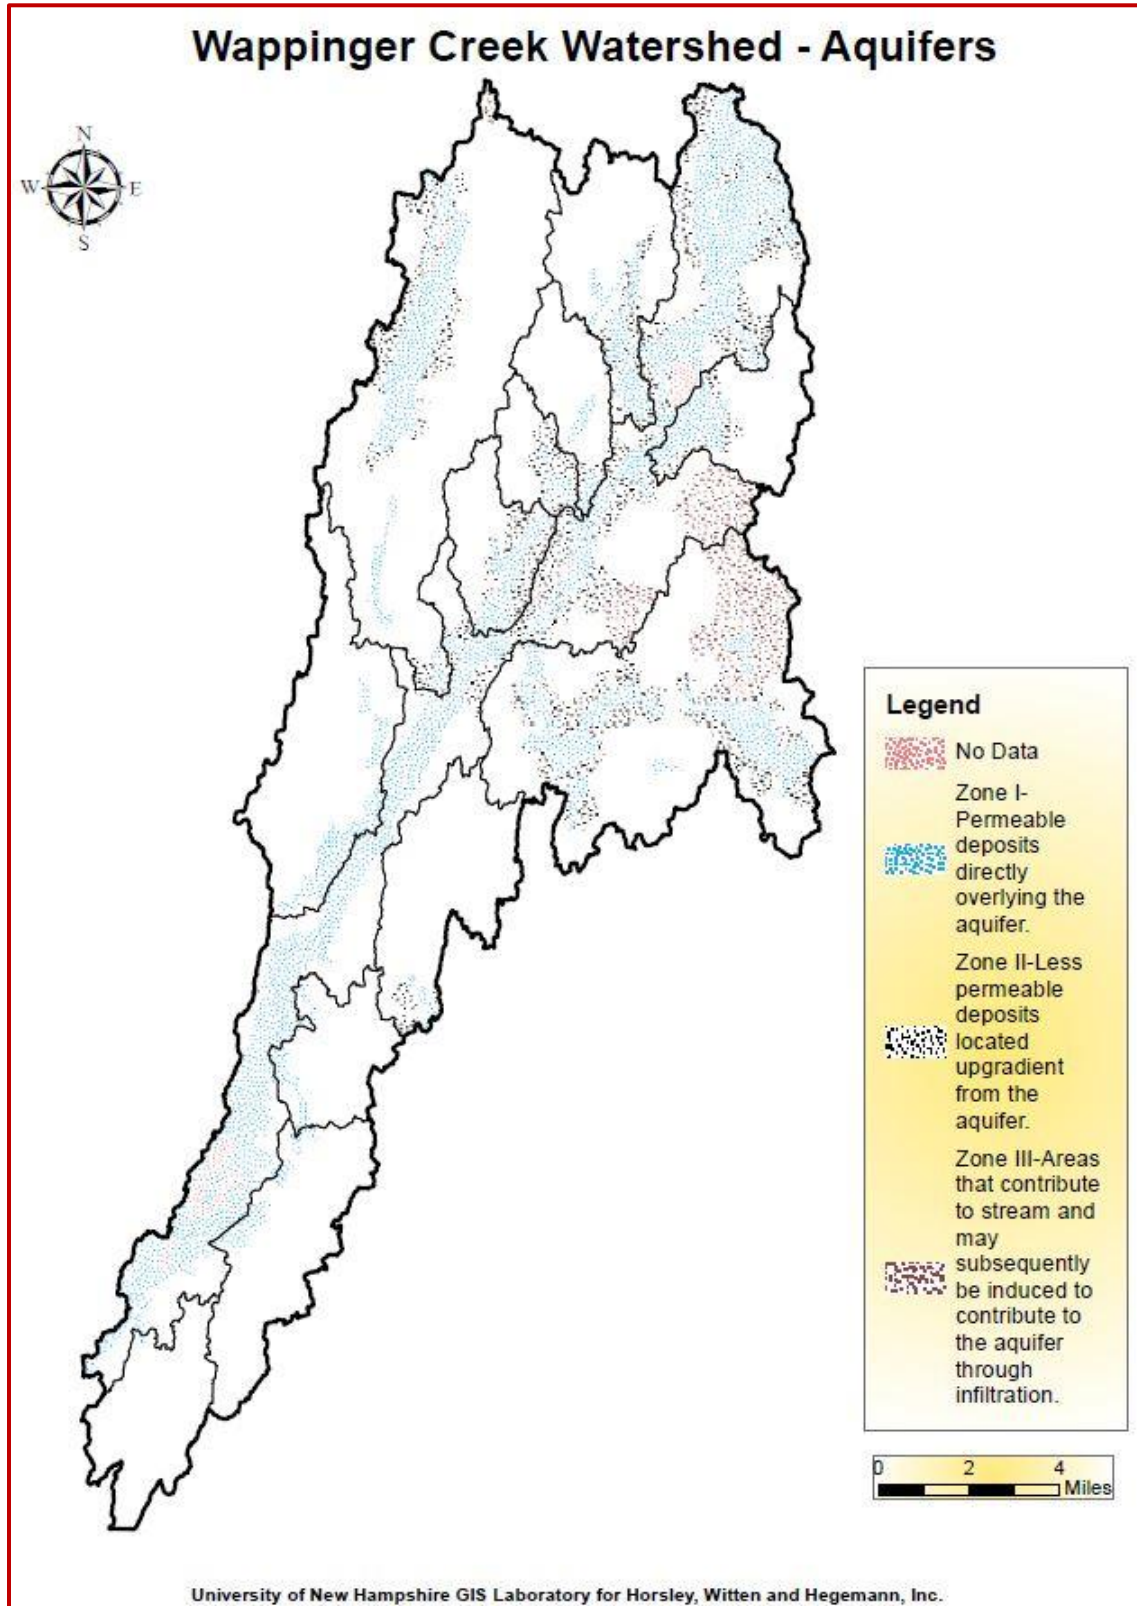 Wappinger Creek Watershed - Aquifers
N
W
E
S
Legend
No Data
Zone I-
Permeable
deposits
directly
overlying the
aquifer.
Zone II-Less
permeable
deposits
located
upgradient
from the
aquifer.
Zone III-Areas
that contribute
to stream and
may
subsequently
be induced to
contribute to
the aquifer
through
infiltration.
0 2 4
Miles
University of New Hampshire GIS Laboratory for Horsley, Witten and Hegemann, Inc.